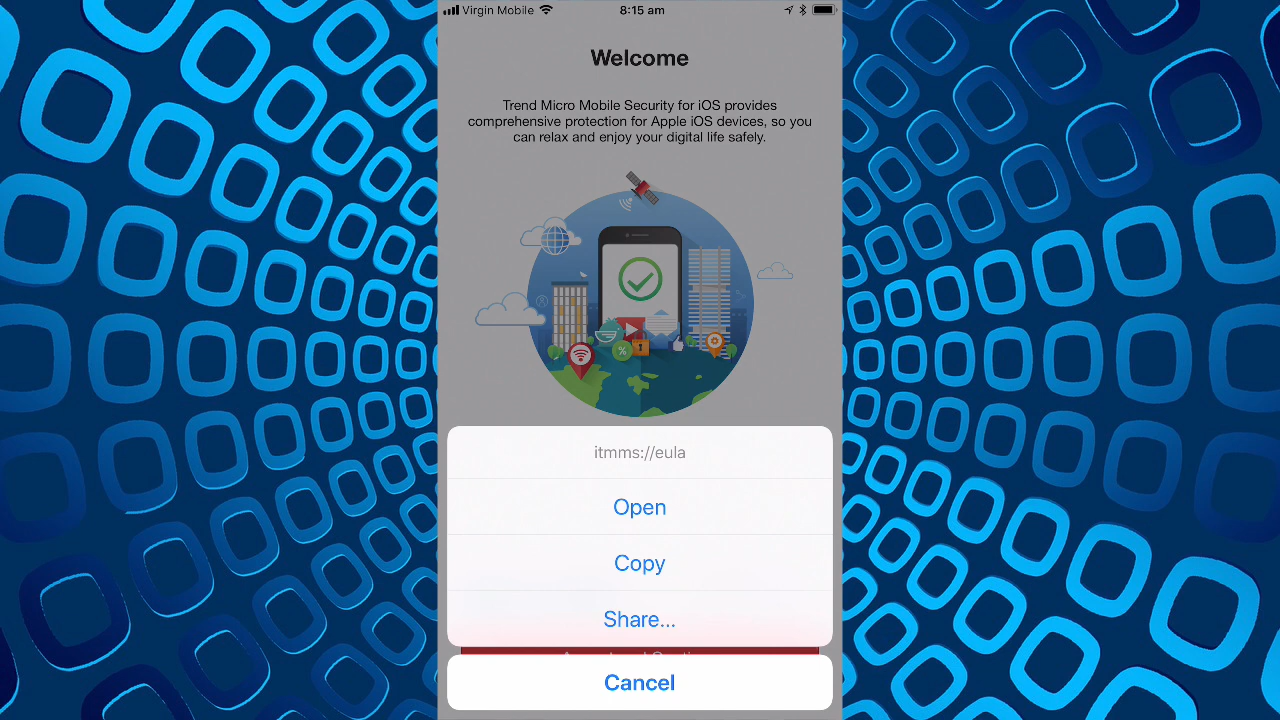 Virgin Mobile
8:15 am
Welcome
Trend Micro Mobile Security for iOS provides
comprehensive protection for Apple iOS devices, so you
can relax and enjoy your digital life safely.
%
itmms://eula
Open
Copy
Share...
Cancel